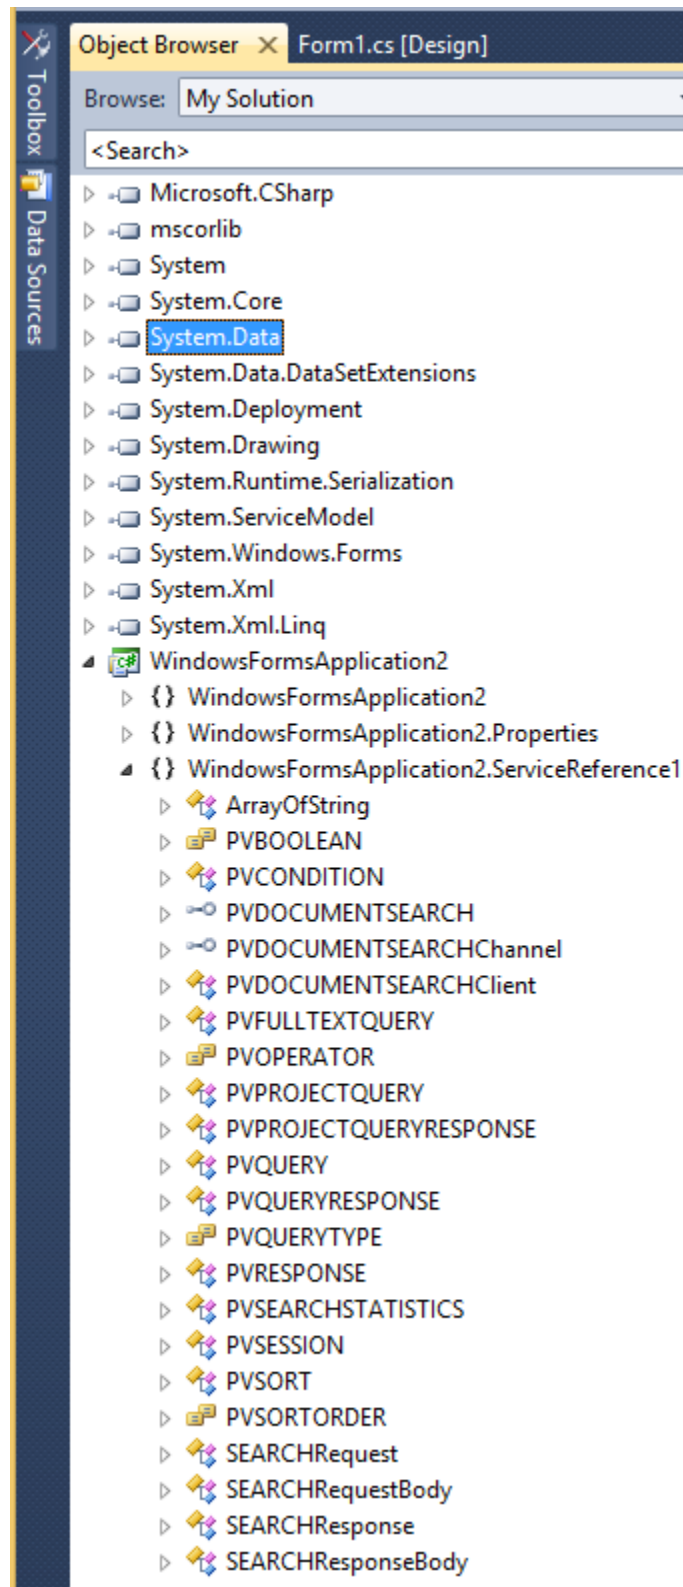 Object Browser
Form1.cs [Design]
Toolbox
Data Sources
Browse: My Solution
<Search>
Microsoft.CSharp
mscorlib
System
System.Core
System.Data
System.Data.DataSetExtensions
System.Deployment
System.Drawing
System.Runtime.Serialization
System.ServiceModel
System.Windows.Forms
System.Xml
System.Xml.Linq
C# WindowsFormsApplication2
{} WindowsFormsApplication2
{} WindowsFormsApplication2.Properties
{} WindowsFormsApplication2.ServiceReference1
ArrayOfString
PVBOOLEAN
PVCONDITION
PVDOCUMENTSEARCH
PVDOCUMENTSEARCHChannel
PVDOCUMENTSEARCHClient
PVFULLTEXTQUERY
PVOPERATOR
PVPROJECTQUERY
PVPROJECTQUERYRESPONSE
PVQUERY
PVQUERYRESPONSE
PVQUERYTYPE
PVRESPONSE
PVSEARCHSTATISTICS
PVSESSION
PVSORT
PVSORTORDER
SEARCHRequest
SEARCHRequestBody
SEARCHResponse
SEARCHResponseBody